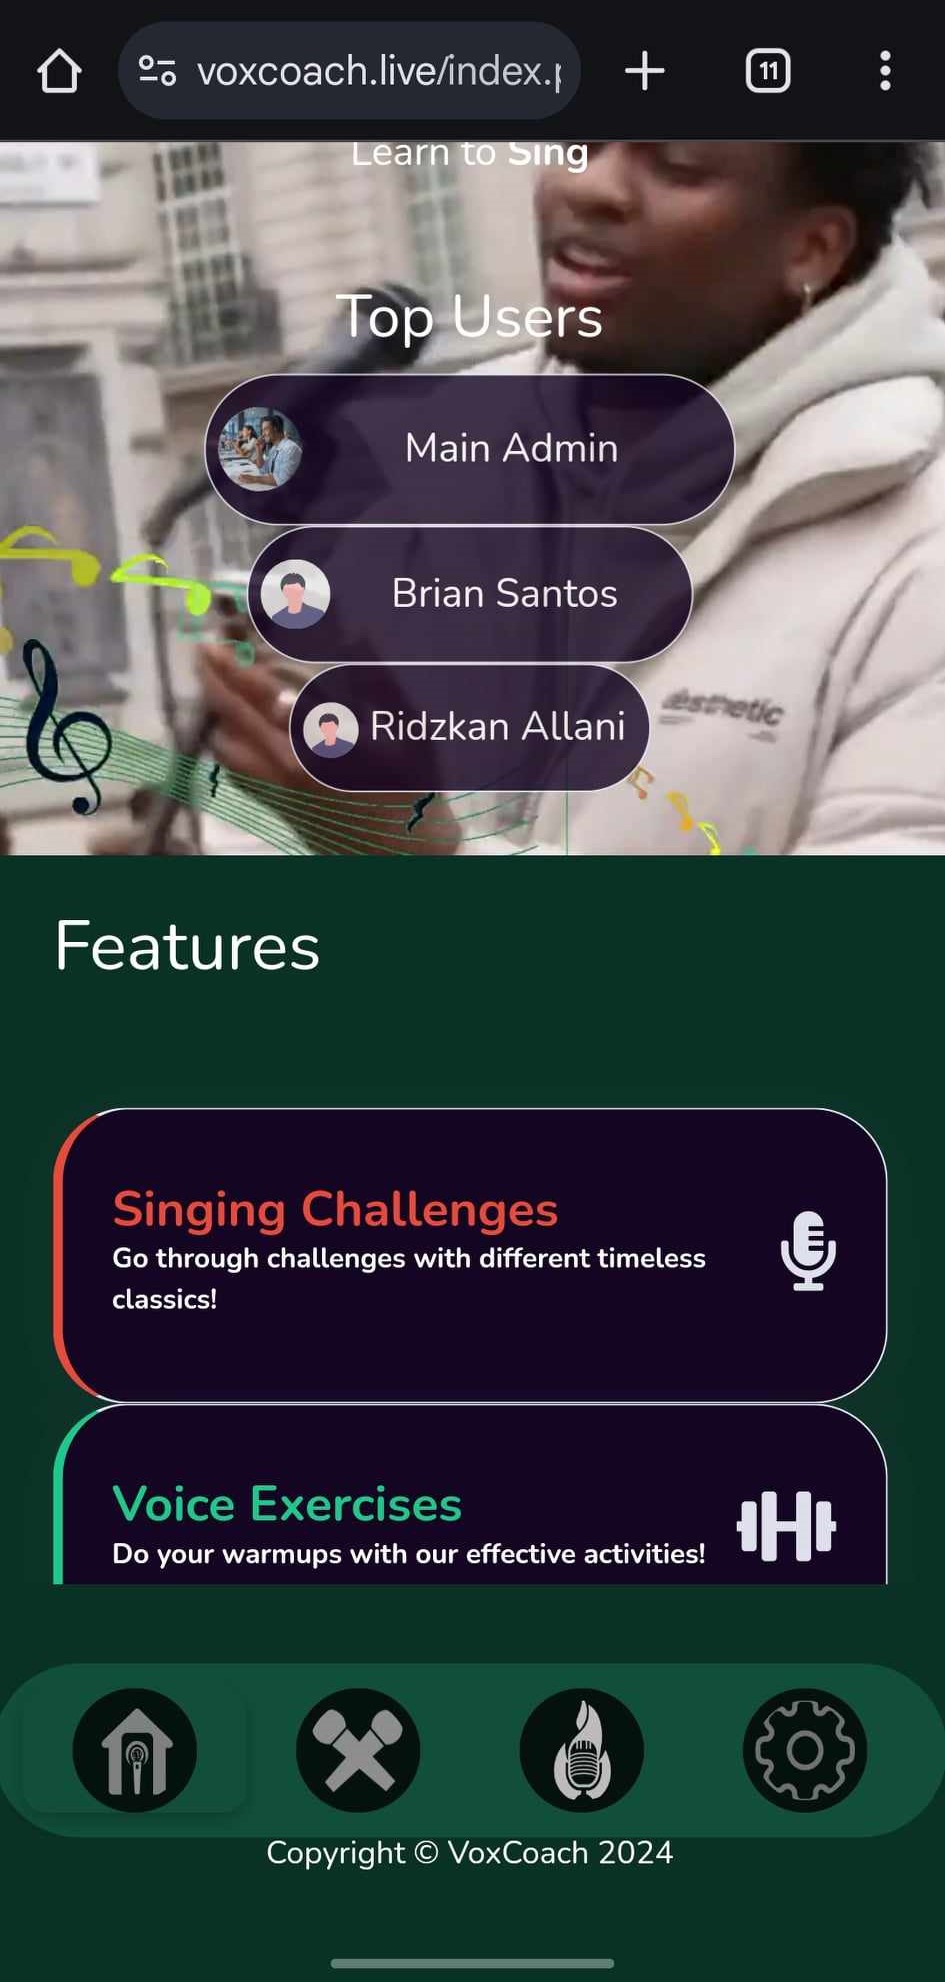 voxcoach.live/index.
11
Learn to Sing
Top Users
Main Admin
Brian Santos
Ridzkan Allani
aesthetic
Features
Singing Challenges
Go through challenges with different timeless
classics!
Voice Exercises
Do your warmups with our effective activities!
Copyright © VoxCoach 2024